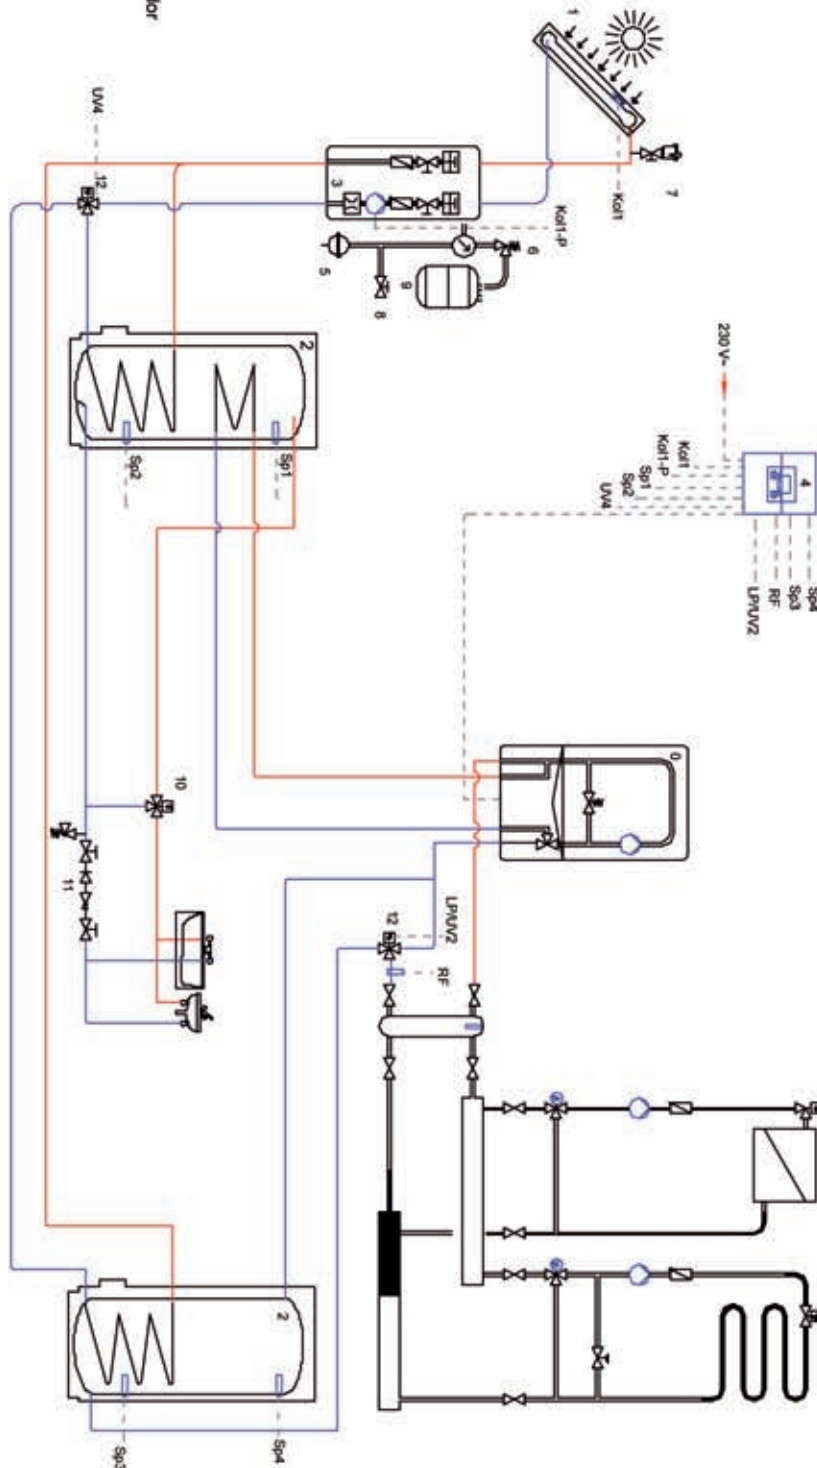 lor
1
7
Kol1
UV4
12
3
Kol1-P
6
5
8
9
2
Sp1
Sp2
230 V~
4
Kol1
Kol1-P
Sp1
Sp2
UV4
Sp4
Sp3
RF
LP/UV2
0
10
11
12
LP/UV2
RF
2
Sp4
Sp3